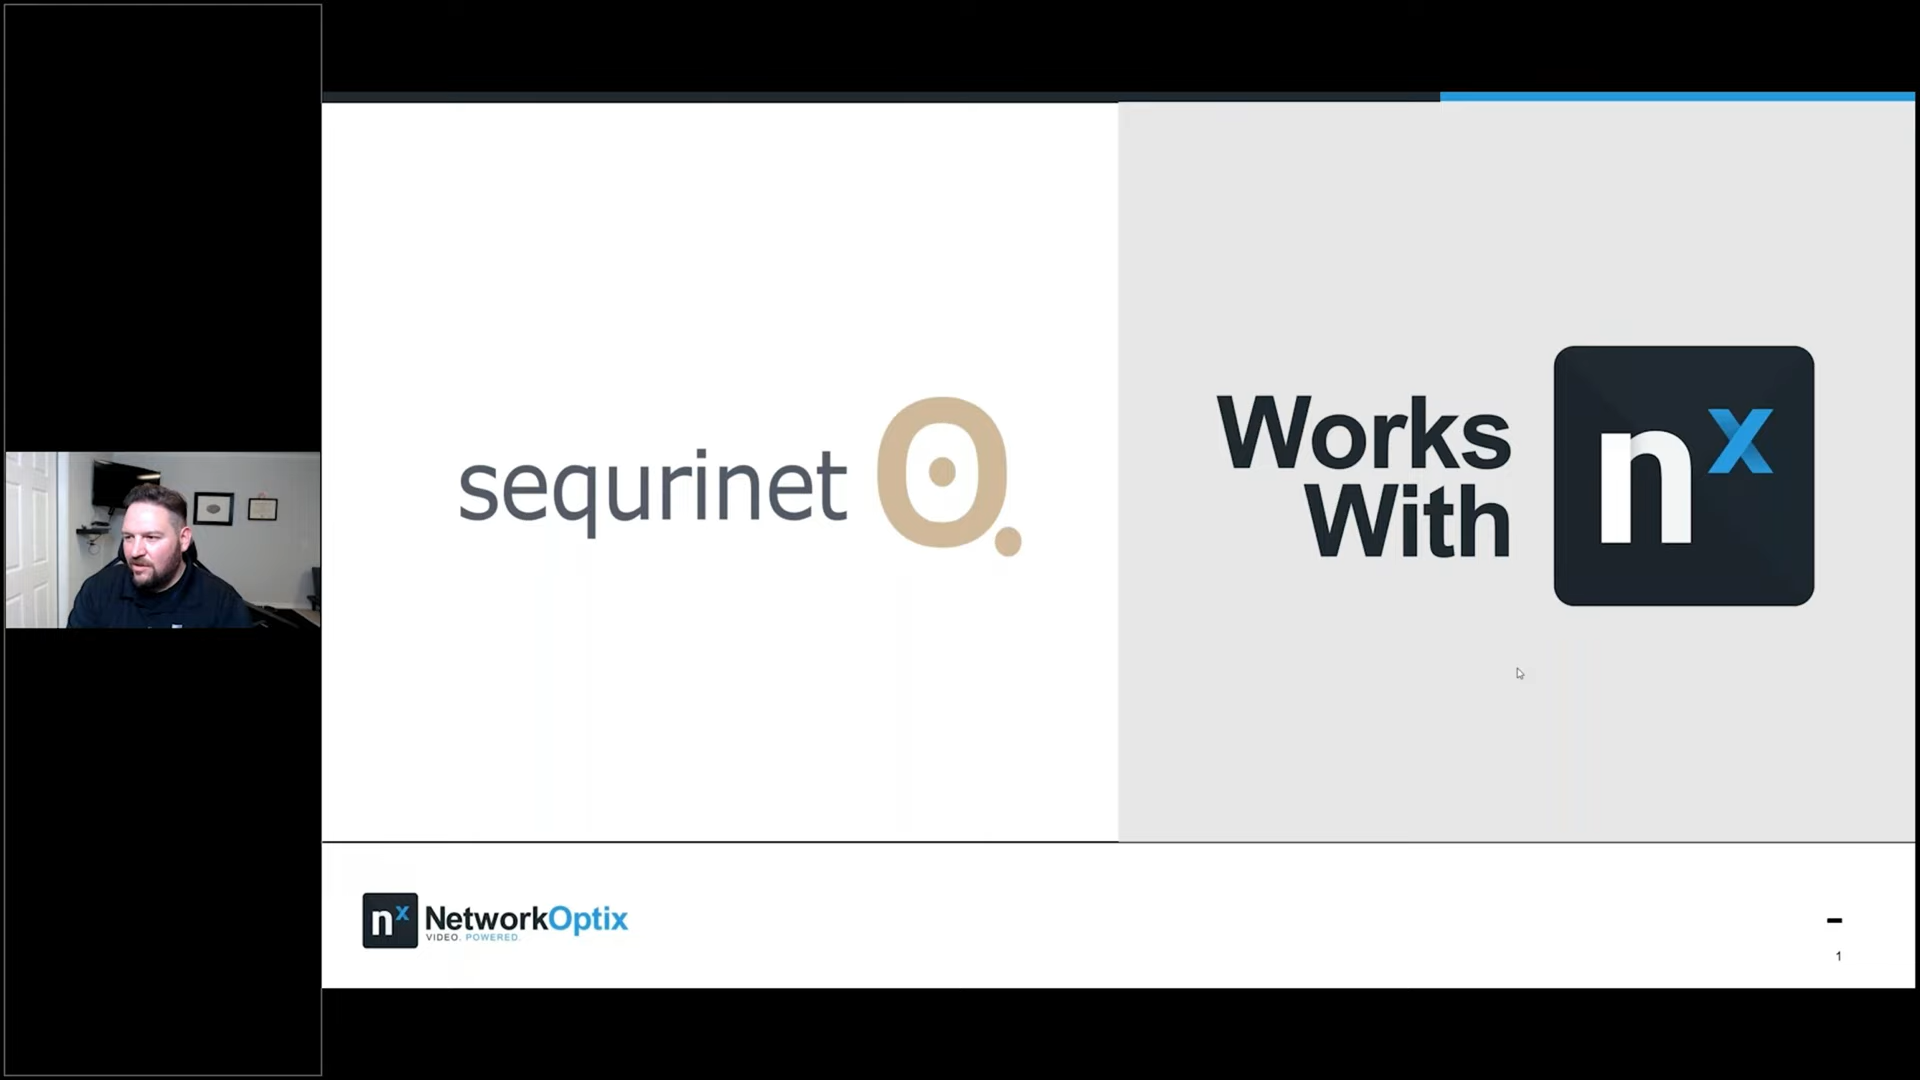 sequrinet
Works
With
nx
nx
NetworkOptix
VIDEO. POWERED.
1